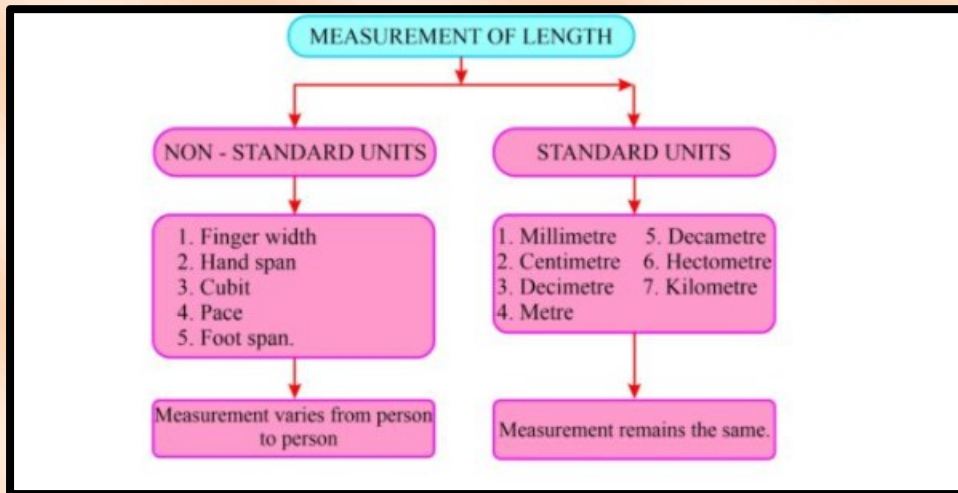 MEASUREMENT OF LENGTH
NON - STANDARD UNITS
1. Finger width
2. Hand span
3. Cubit
4. Pace
5. Foot span.
Measurement varies from person
to person
STANDARD UNITS
1. Millimetre 5. Decametre
2. Centimetre 6. Hectometre
3. Decimetre 7. Kilometre
4. Metre
Measurement remains the same.